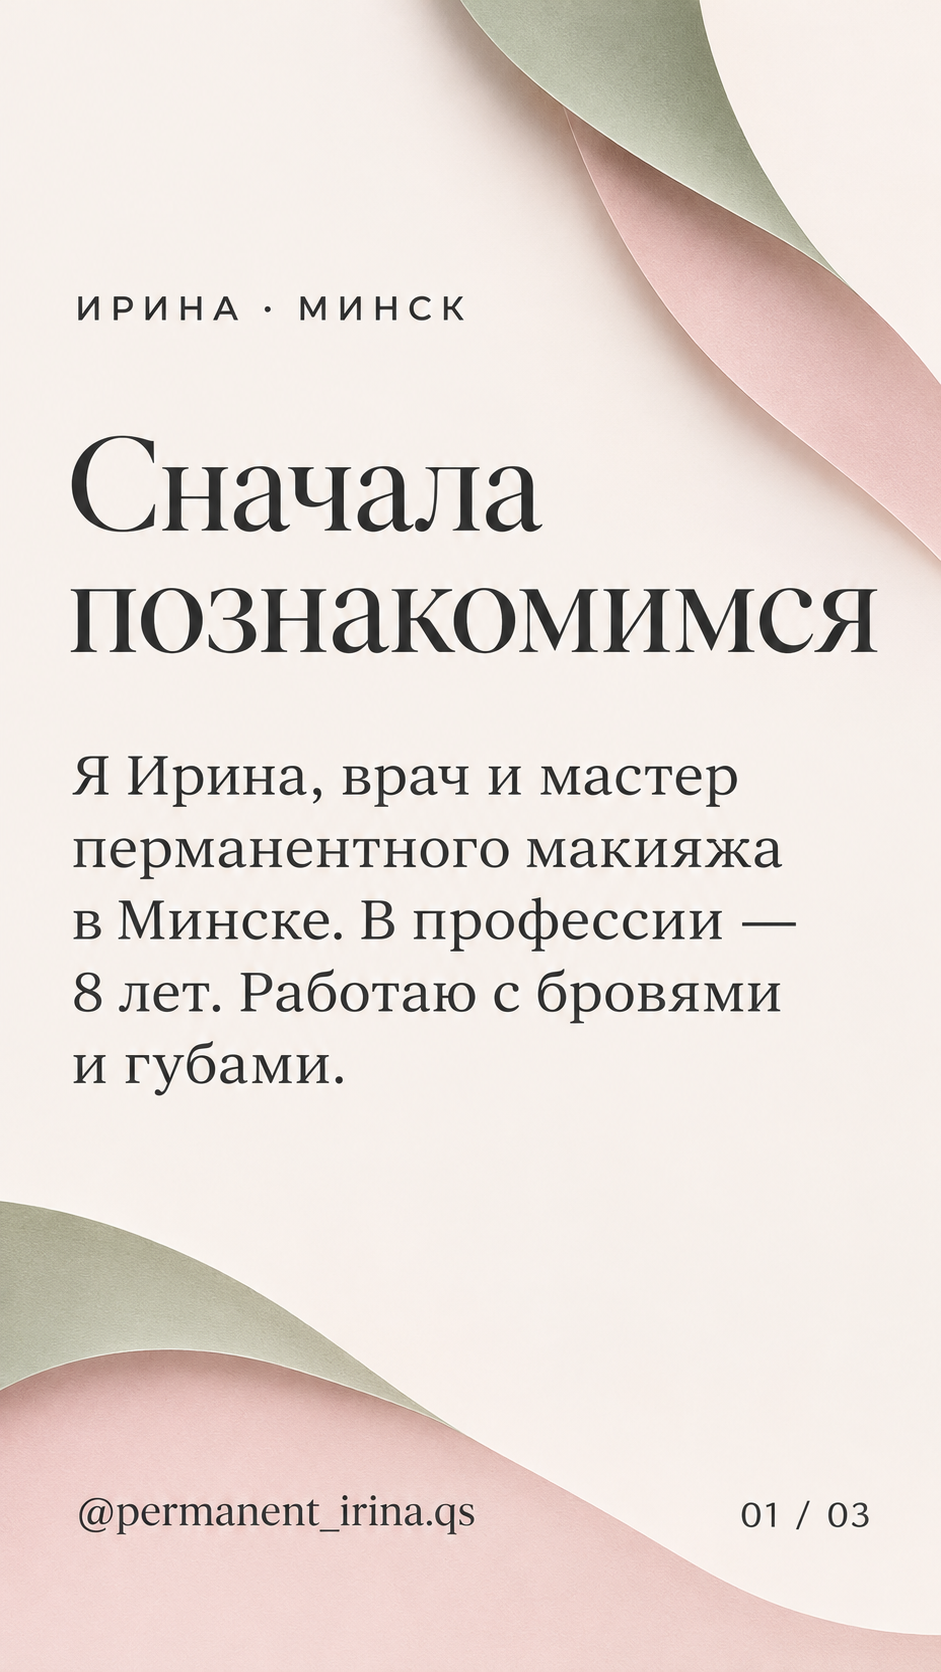 ИРИНА · МИНСК
Сначала
познакомимся
Я Ирина, врач и мастер
перманентного макияжа
в Минске. В профессии —
8 лет. Работаю с бровями
и губами.
@permanent_irina.qs
01 / 03